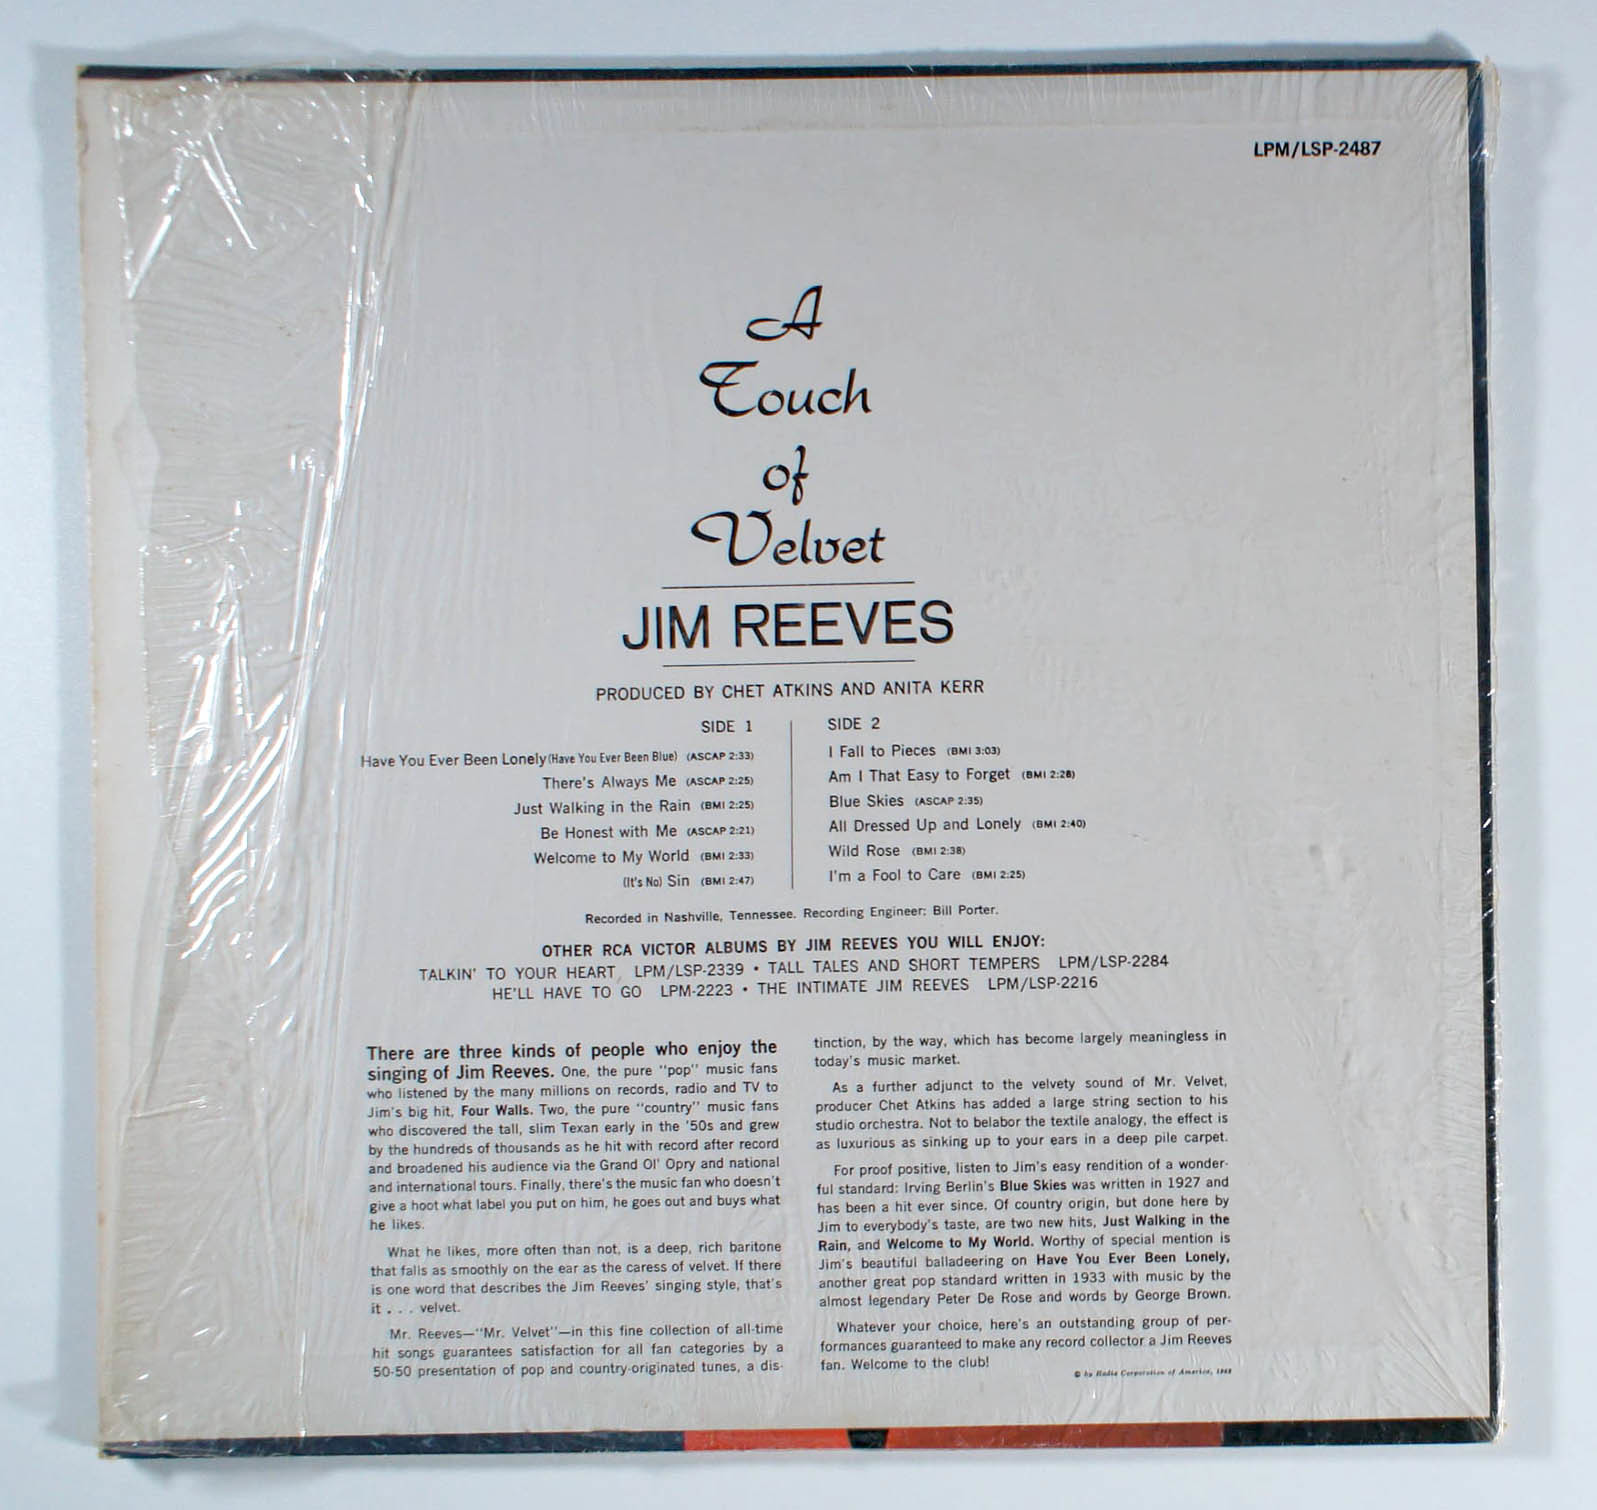 LPM/LSP-2487
A
Touch
of
Velvet
JIM REEVES
PRODUCED BY CHET ATKINS AND ANITA KERR
SIDE 1
Have You Ever Been Lonely (Have You Ever Been Blue) (ASCAP 2:33)
There's Always Me (ASCAP 2:25)
Just Walking in the Rain (BMI 2:25)
Be Honest with Me (ASCAP 2:21)
Welcome to My World (BMI 2:33)
(It's No) Sin (BMI 2:47)
SIDE 2
I Fall to Pieces (BMI 3:03)
Am I That Easy to Forget (BMI 2:28)
Blue Skies (ASCAP 2:35)
All Dressed Up and Lonely (BMI 2:40)
Wild Rose (BMI 2:38)
I'm a Fool to Care (BMI 2:25)
Recorded in Nashville, Tennessee. Recording Engineer: Bill Porter.
OTHER RCA VICTOR ALBUMS BY JIM REEVES YOU WILL ENJOY:
TALKIN' TO YOUR HEART LPM/LSP-2339 • TALL TALES AND SHORT TEMPERS LPM/LSP-2284
HE'LL HAVE TO GO LPM-2223 • THE INTIMATE JIM REEVES LPM/LSP-2216
There are three kinds of people who enjoy the
singing of Jim Reeves. One, the pure "pop" music fans
who listened by the many millions on records, radio and TV to
Jim's big hit, Four Walls. Two, the pure "country" music fans
who discovered the tall, slim Texan early in the '50s and grew
by the hundreds of thousands as he hit with record after record
and broadened his audience via the Grand Ol' Opry and national
and international tours. Finally, there's the music fan who doesn't
give a hoot what label you put on him, he goes out and buys what
he likes.
What he likes, more often than not, is a deep, rich baritone
that falls as smoothly on the ear as the caress of velvet. If there
is one word that describes the Jim Reeves' singing style, that's
it . . . velvet.
Mr. Reeves—"Mr. Velvet"—in this fine collection of all-time
hit songs guarantees satisfaction for all fan categories by a
50-50 presentation of pop and country-originated tunes, a dis-
tinction, by the way, which has become largely meaningless in
today's music market.
As a further adjunct to the velvety sound of Mr. Velvet,
producer Chet Atkins has added a large string section to his
studio orchestra. Not to belabor the textile analogy, the effect is
as luxurious as sinking up to your ears in a deep pile carpet.
For proof positive, listen to Jim's easy rendition of a wonder-
ful standard: Irving Berlin's Blue Skies was written in 1927 and
has been a hit ever since. Of country origin, but done here by
Jim to everybody's taste, are two new hits, Just Walking in the
Rain, and Welcome to My World. Worthy of special mention is
Jim's beautiful balladeering on Have You Ever Been Lonely,
another great pop standard written in 1933 with music by the
almost legendary Peter De Rose and words by George Brown.
Whatever your choice, here's an outstanding group of per-
formances guaranteed to make any record collector a Jim Reeves
fan. Welcome to the club!
© by Radio Corporation of America,